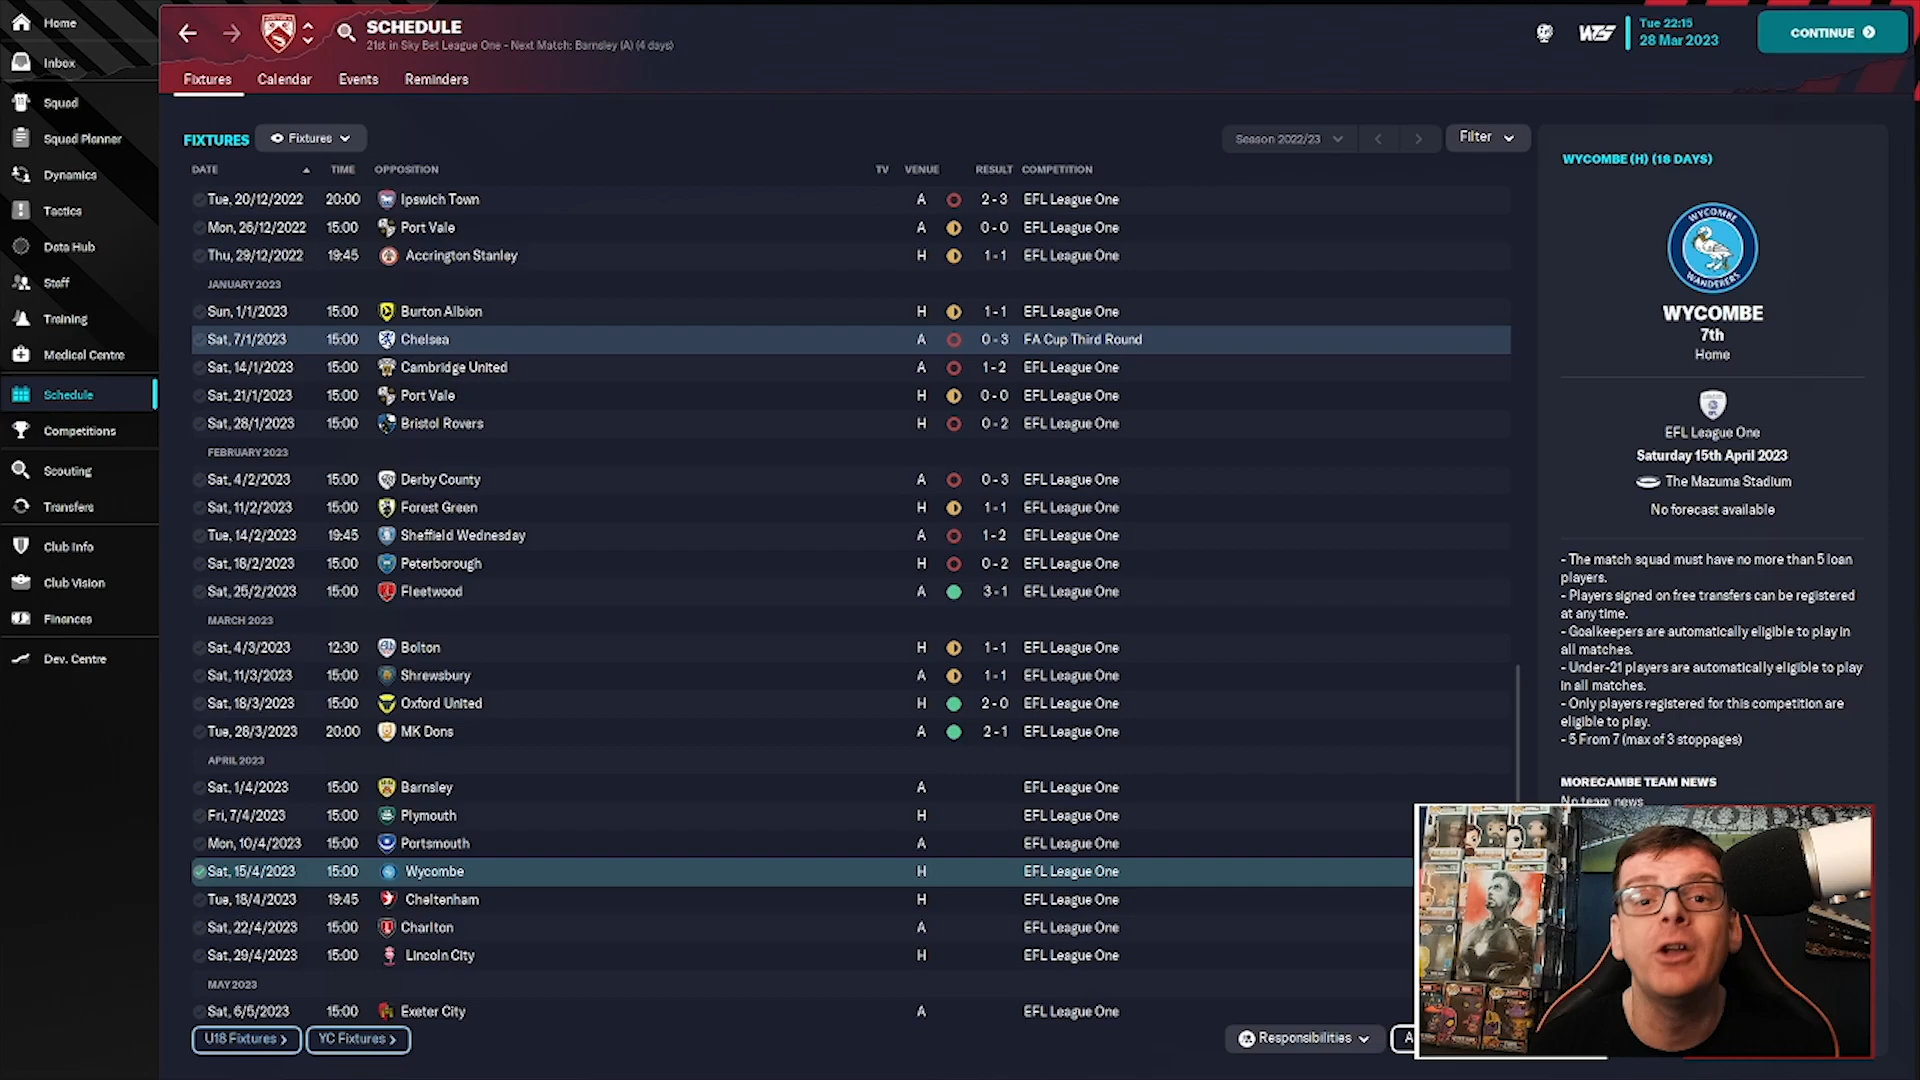 Home
Inbox
Squad
Squad Planner
Dynamics
Tactics
Data Hub
Staff
Training
Medical Centre
Schedule
Competitions
Scouting
Transfers
Club Info
Club Vision
Finances
Dev. Centre
SCHEDULE
21st in Sky Bet League One - Next Match: Barnsley (A) (4 days)
Tue 22:15
28 Mar 2023
CONTINUE
Fixtures Calendar Events Reminders
FIXTURES Fixtures Season 2022/23 Filter
DATE TIME OPPOSITION TV VENUE RESULT COMPETITION
Tue, 20/12/2022 20:00 Ipswich Town A 2 - 3 EFL League One
Mon, 26/12/2022 15:00 Port Vale A 0 - 0 EFL League One
Thu, 29/12/2022 19:45 Accrington Stanley H 1 - 1 EFL League One
JANUARY 2023
Sun, 1/1/2023 15:00 Burton Albion H 1 - 1 EFL League One
Sat, 7/1/2023 15:00 Chelsea A 0 - 3 FA Cup Third Round
Sat, 14/1/2023 15:00 Cambridge United A 1 - 2 EFL League One
Sat, 21/1/2023 15:00 Port Vale H 0 - 0 EFL League One
Sat, 28/1/2023 15:00 Bristol Rovers H 0 - 2 EFL League One
FEBRUARY 2023
Sat, 4/2/2023 15:00 Derby County A 0 - 3 EFL League One
Sat, 11/2/2023 15:00 Forest Green H 1 - 1 EFL League One
Tue, 14/2/2023 19:45 Sheffield Wednesday A 1 - 2 EFL League One
Sat, 18/2/2023 15:00 Peterborough H 0 - 2 EFL League One
Sat, 25/2/2023 15:00 Fleetwood A 3 - 1 EFL League One
MARCH 2023
Sat, 4/3/2023 12:30 Bolton H 1 - 1 EFL League One
Sat, 11/3/2023 15:00 Shrewsbury A 1 - 1 EFL League One
Sat, 18/3/2023 15:00 Oxford United H 2 - 0 EFL League One
Tue, 28/3/2023 20:00 MK Dons A 2 - 1 EFL League One
APRIL 2023
Sat, 1/4/2023 15:00 Barnsley A EFL League One
Fri, 7/4/2023 15:00 Plymouth H EFL League One
Mon, 10/4/2023 15:00 Portsmouth A EFL League One
Sat, 15/4/2023 15:00 Wycombe H EFL League One
Tue, 18/4/2023 19:45 Cheltenham H EFL League One
Sat, 22/4/2023 15:00 Charlton A EFL League One
Sat, 29/4/2023 15:00 Lincoln City H EFL League One
MAY 2023
Sat, 6/5/2023 15:00 Exeter City A EFL League One
U18 Fixtures YC Fixtures Responsibilities A
WYCOMBE (H) (18 DAYS)
WYCOMBE
WANDERERS
WYCOMBE
7th
Home
EFL League One
Saturday 15th April 2023
The Mazuma Stadium
No forecast available
- The match squad must have no more than 5 loan
players.
- Players signed on free transfers can be registered
at any time.
- Goalkeepers are automatically eligible to play in
all matches.
- Under-21 players are automatically eligible to play
in all matches.
- Only players registered for this competition are
eligible to play.
- 5 From 7 (max of 3 stoppages)
MORECAMBE TEAM NEWS
No team news